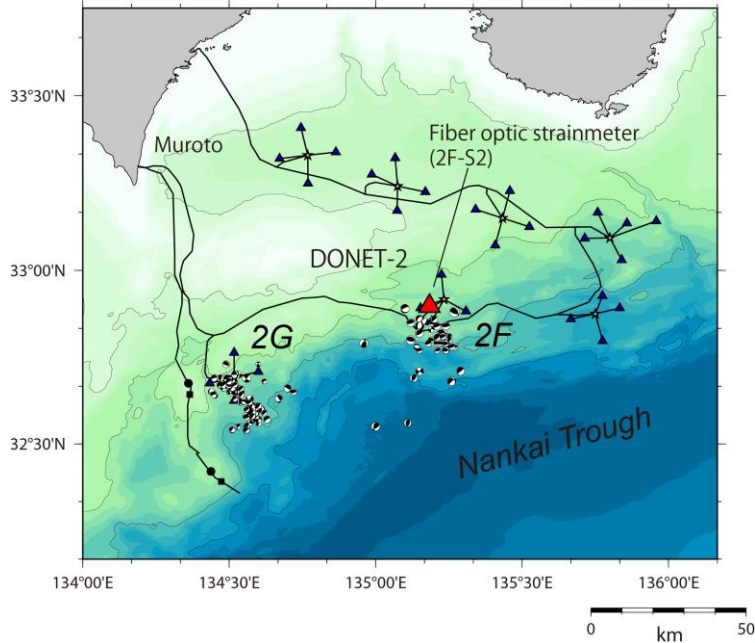 33°30'N
Muroto
Fiber optic strainmeter
(2F-S2)
33°00'N
DONET-2
2G
2F
32°30'N
Nankai Trough
134°00'
134°30'
135°00'
135°30'
136°00'
0
50
km